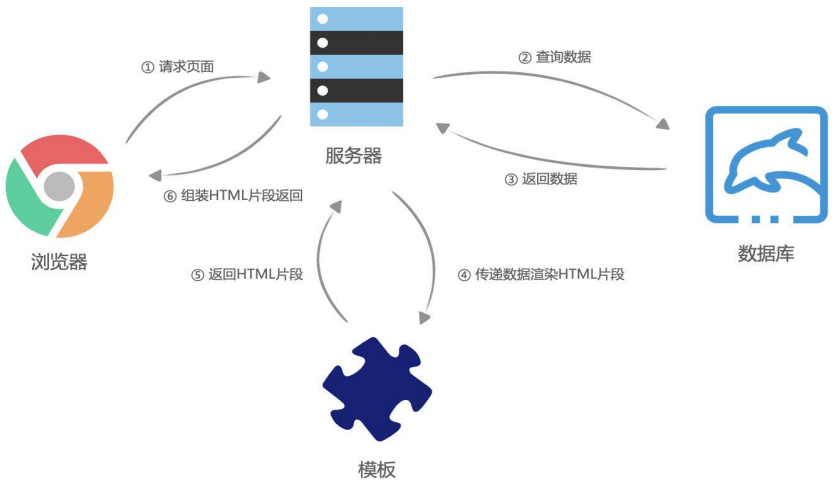 ① 请求页面
② 查询数据
服务器
③ 返回数据
⑥ 组装HTML片段返回
浏览器
数据库
⑤ 返回HTML片段
④ 传递数据渲染HTML片段
模板